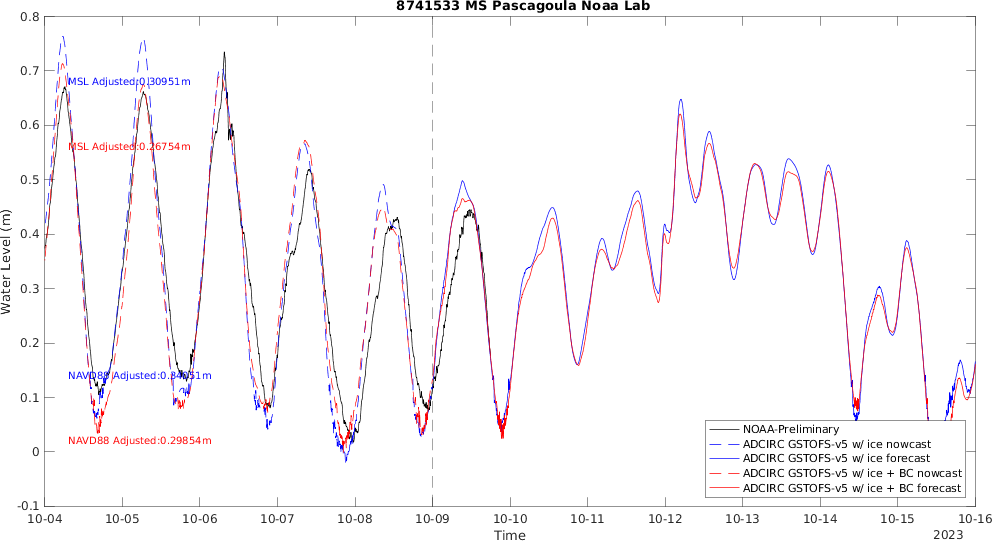 8741533 MS Pascagoula Noaa Lab
Water Level (m)
0.8
0.7
0.6
0.5
0.4
0.3
0.2
0.1
0
-0.1
MSL Adjusted:0.30951m
MSL Adjusted:0.26754m
NAVD88 Adjusted:0.34051m
NAVD88 Adjusted:0.29854m
NOAA-Preliminary
ADCIRC GSTOFS-v5 w/ ice nowcast
ADCIRC GSTOFS-v5 w/ ice forecast
ADCIRC GSTOFS-v5 w/ ice + BC nowcast
ADCIRC GSTOFS-v5 w/ ice + BC forecast
10-04 10-05 10-06 10-07 10-08 10-09 10-10 10-11 10-12 10-13 10-14 10-15 10-16
Time
2023